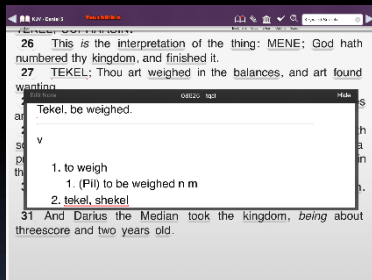 KJV - Daniel 5
26 This is the interpretation of the thing: MENE; God hath
numbered thy kingdom, and finished it.
27 TEKEL; Thou art weighed in the balances, and art found
wanting
08625 tql
Hide
Tekel, be weighed.
v
1. to weigh
1. (Pil) to be weighed n m
2. tekel, shekel
31 And Darius the Median took the kingdom, being about
threescore and two years old.